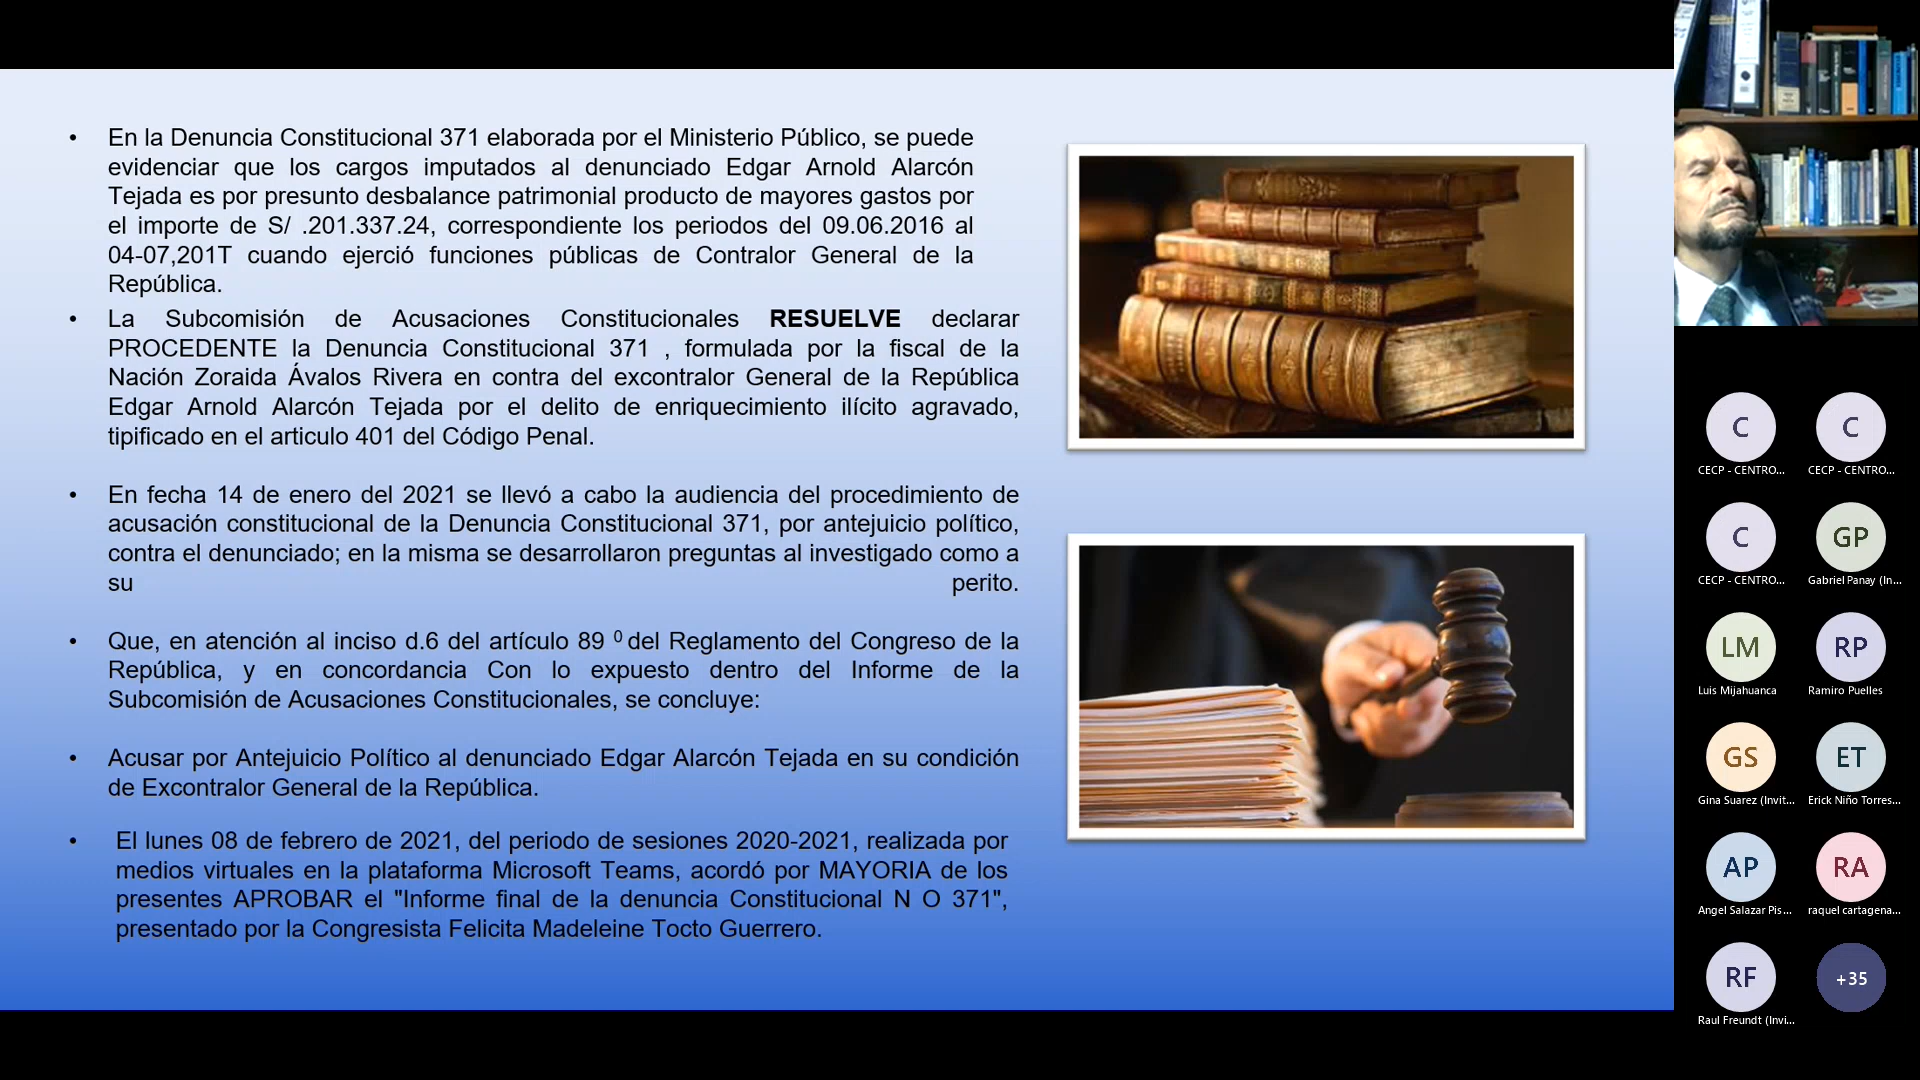 • En la Denuncia Constitucional 371 elaborada por el Ministerio Público, se puede
evidenciar que los cargos imputados al denunciado Edgar Arnold Alarcón
Tejada es por presunto desbalance patrimonial producto de mayores gastos por
el importe de S/ .201.337.24, correspondiente los periodos del 09.06.2016 al
04-07,201T cuando ejerció funciones públicas de Contralor General de la
República.
• La Subcomisión de Acusaciones Constitucionales RESUELVE declarar
PROCEDENTE la Denuncia Constitucional 371 , formulada por la fiscal de la
Nación Zoraida Ávalos Rivera en contra del excontralor General de la República
Edgar Arnold Alarcón Tejada por el delito de enriquecimiento ilícito agravado,
tipificado en el articulo 401 del Código Penal.
• En fecha 14 de enero del 2021 se llevó a cabo la audiencia del procedimiento de
acusación constitucional de la Denuncia Constitucional 371, por antejuicio político,
contra el denunciado; en la misma se desarrollaron preguntas al investigado como a
su perito.
• Que, en atención al inciso d.6 del artículo 89 ⁰ del Reglamento del Congreso de la
República, y en concordancia Con lo expuesto dentro del Informe de la
Subcomisión de Acusaciones Constitucionales, se concluye:
• Acusar por Antejuicio Político al denunciado Edgar Alarcón Tejada en su condición
de Excontralor General de la República.
• El lunes 08 de febrero de 2021, del periodo de sesiones 2020-2021, realizada por
medios virtuales en la plataforma Microsoft Teams, acordó por MAYORIA de los
presentes APROBAR el "Informe final de la denuncia Constitucional N O 371",
presentado por la Congresista Felicita Madeleine Tocto Guerrero.
C C
CECP - CENTRO... CECP - CENTRO...
C GP
CECP - CENTRO... Gabriel Panay (In...
LM RP
Luis Mijahuanca Ramiro Puelles
GS ET
Gina Suarez (Invit... Erick Niño Torres...
AP RA
Angel Salazar Pis... raquel cartagena...
RF +35
Raul Freundt (Invi...